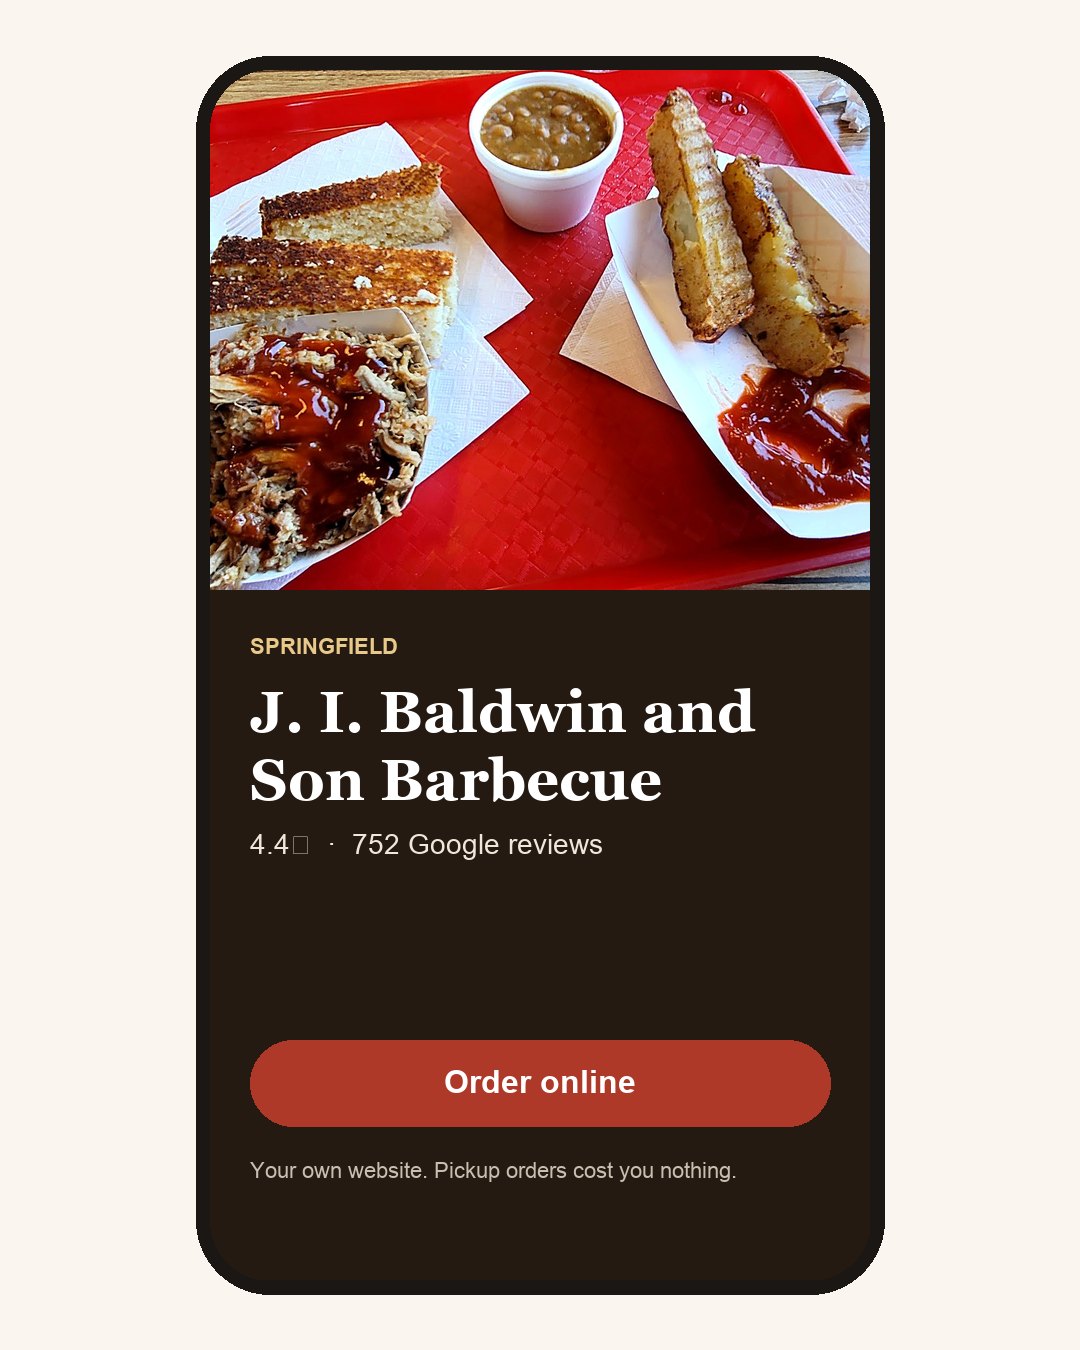 SPRINGFIELD
J. I. Baldwin and
Son Barbecue
4.4□ · 752 Google reviews
Order online
Your own website. Pickup orders cost you nothing.